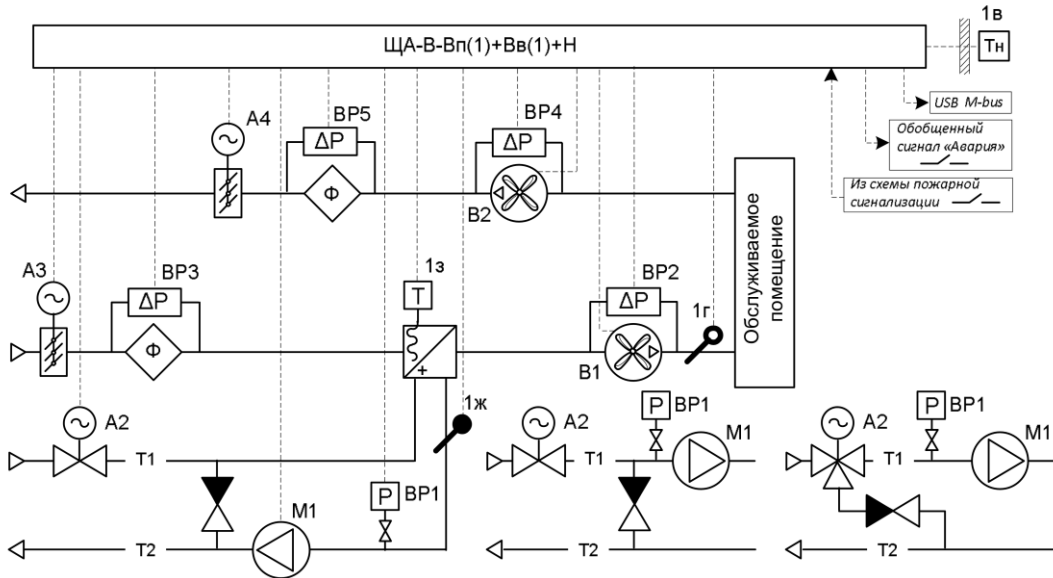 1в
ЩА-В-Вп(1)+Вв(1)+Н
Тн
USB M-bus
Обобщенный
сигнал «Авария»
Из схемы пожарной
сигнализации
A4
BP5
ΔP
Ф
BP4
ΔP
B2
Обслуживаемое
помещение
A3
BP3
ΔP
Ф
1з
T
+
BP2
ΔP
B1
1г
1ж
A2
T1
P
BP1
M1
T2
A2
T1
P
BP1
M1
T2
A2
T1
P
BP1
M1
T2